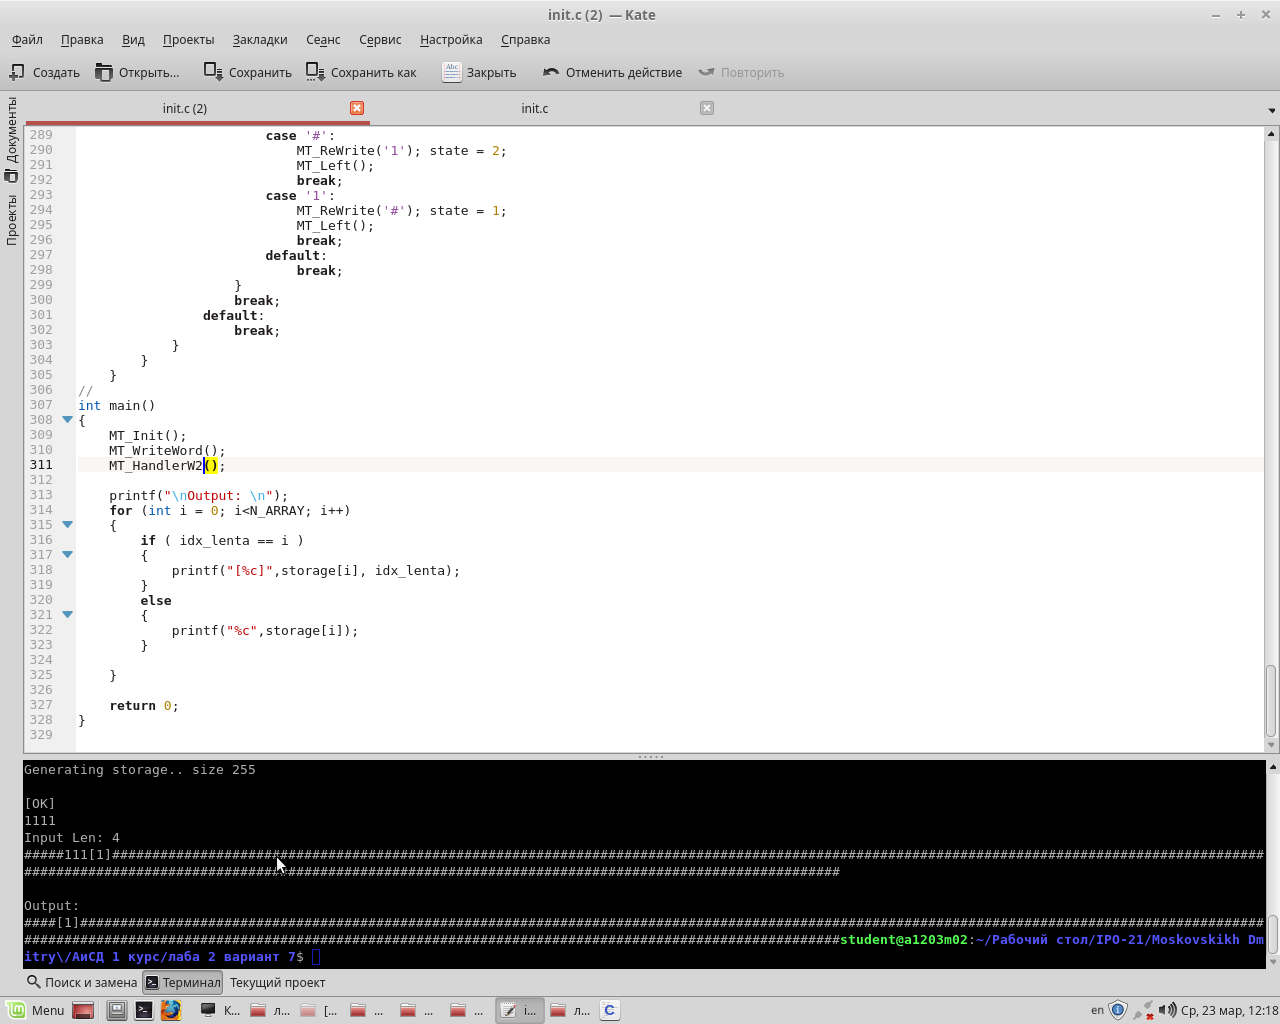 init.c (2) — Kate
Файл Правка Вид Проекты Закладки Сеанс Сервис Настройка Справка
Создать Открыть... Сохранить Сохранить как Закрыть Отменить действие Повторить
init.c (2) init.c
Документы
Проекты
289 case '#':
290 MT_ReWrite('1'); state = 2;
291 MT_Left();
292 break;
293 case '1':
294 MT_ReWrite('#'); state = 1;
295 MT_Left();
296 break;
297 default:
298 break;
299 }
300 break;
301 default:
302 break;
303 }
304 }
305 }
306 //
307 int main()
308 {
309 MT_Init();
310 MT_WriteWord();
311 MT_HandlerW2();
312
313 printf("\nOutput: \n");
314 for (int i = 0; i<N_ARRAY; i++)
315 {
316 if ( idx_lenta == i )
317 {
318 printf("[%c]",storage[i], idx_lenta);
319 }
320 else
321 {
322 printf("%c",storage[i]);
323 }
324
325 }
326
327 return 0;
328 }
329
Generating storage.. size 255
[OK]
1111
Input Len: 4
#####111[1]################################################################################################################################################
######################################################################################################
Output:
####[1]####################################################################################################################################################
######################################################################################################student@a1203m02:~/Рабочий стол/IPO-21/Moskovskikh Dm
itry\/АиСД 1 курс/лаба 2 вариант 7$
Поиск и замена Терминал Текущий проект
Menu К... л... [... ... ... i... л... en Ср, 23 мар, 12:18